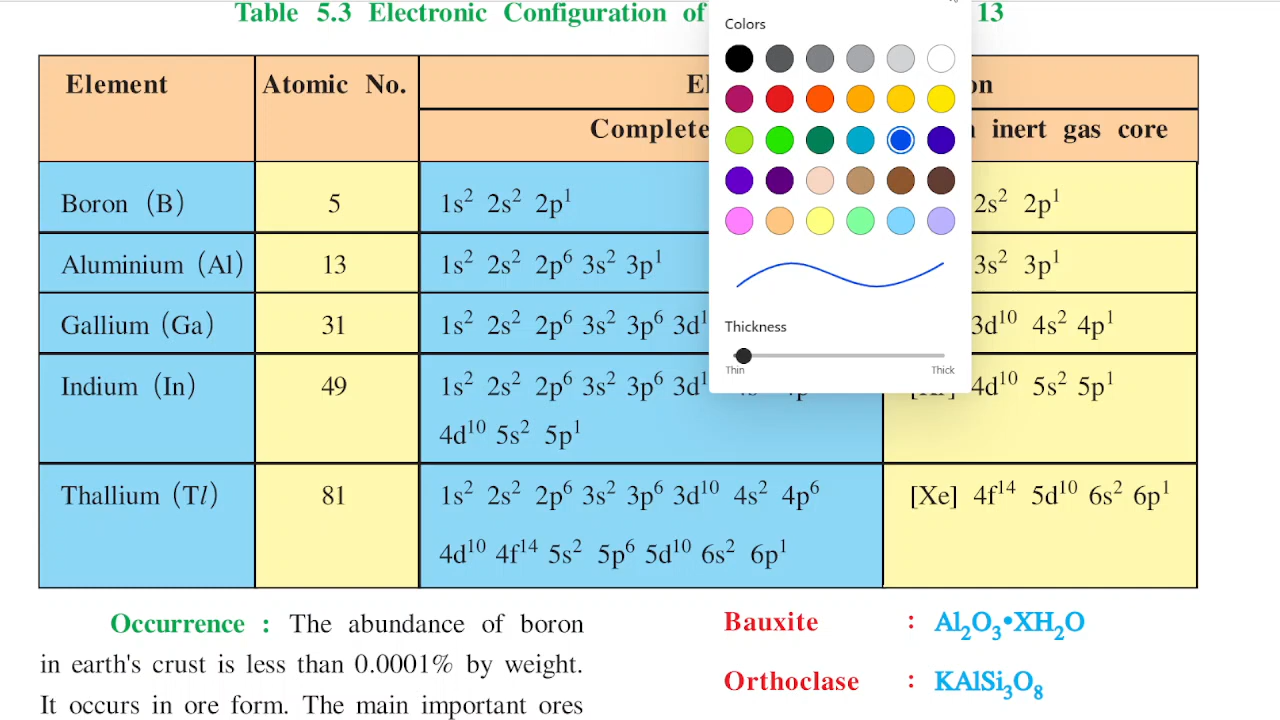 Table 5.3 Electronic Configuration of 13
Colors
Element Atomic No.
Complete inert gas core
Boron (B) 5 1s² 2s² 2p¹ 2s² 2p¹
Aluminium (Al) 13 1s² 2s² 2p⁶ 3s² 3p¹ 3s² 3p¹
Gallium (Ga) 31 1s² 2s² 2p⁶ 3s² 3p⁶ 3d¹ 3d¹⁰ 4s² 4p¹
Thickness
Thin Thick
Indium (In) 49 1s² 2s² 2p⁶ 3s² 3p⁶ 3d¹ 4d¹⁰ 5s² 5p¹
4d¹⁰ 5s² 5p¹
Thallium (Tl) 81 1s² 2s² 2p⁶ 3s² 3p⁶ 3d¹⁰ 4s² 4p⁶ [Xe] 4f¹⁴ 5d¹⁰ 6s² 6p¹
4d¹⁰ 4f¹⁴ 5s² 5p⁶ 5d¹⁰ 6s² 6p¹
Occurrence : The abundance of boron
in earth's crust is less than 0.0001% by weight.
It occurs in ore form. The main important ores
Bauxite : Al₂O₃•XH₂O
Orthoclase : KAlSi₃O₈